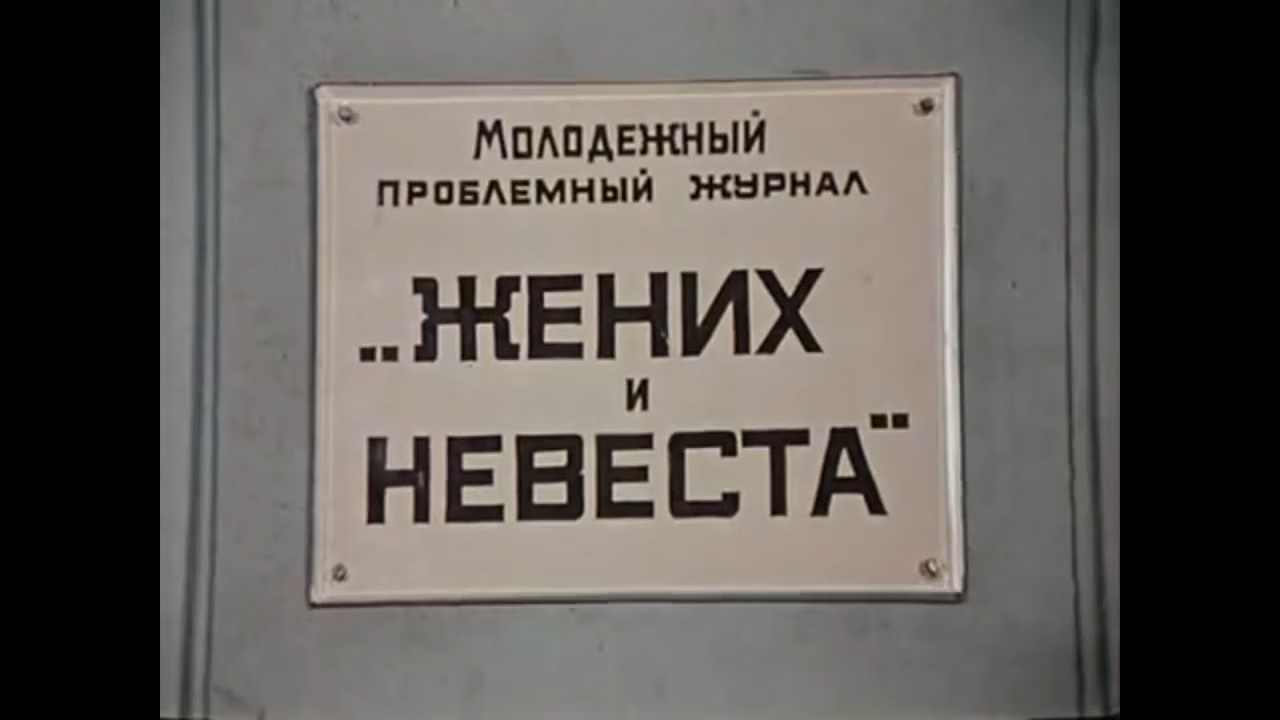 Молодежный
проблемный журнал
„Жених
и
невеста"